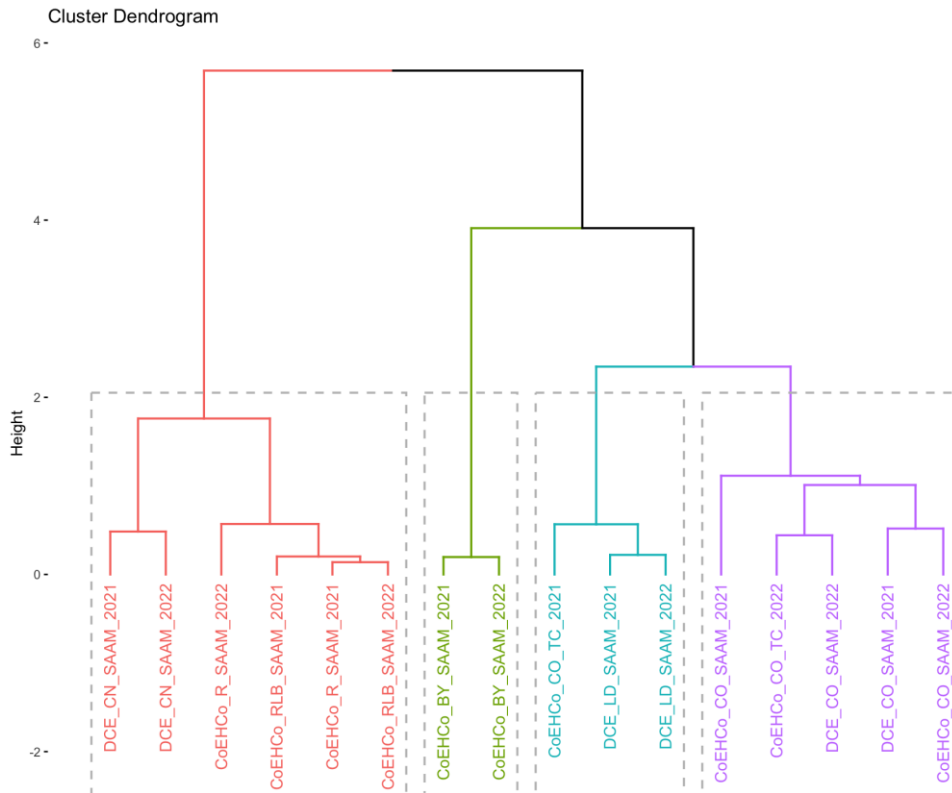 Cluster Dendrogram
6
4
2
0
-2
Height
DCE_CN_SAAM_2021
DCE_CN_SAAM_2022
CoEHCo_R_SAAM_2022
CoEHCo_RLB_SAAM_2021
CoEHCo_R_SAAM_2021
CoEHCo_RLB_SAAM_2022
CoEHCo_BY_SAAM_2021
CoEHCo_BY_SAAM_2022
CoEHCo_CO_TC_2021
DCE_LD_SAAM_2021
DCE_LD_SAAM_2022
CoEHCo_CO_SAAM_2021
CoEHCo_CO_TC_2022
DCE_CO_SAAM_2022
DCE_CO_SAAM_2021
CoEHCo_CO_SAAM_2022